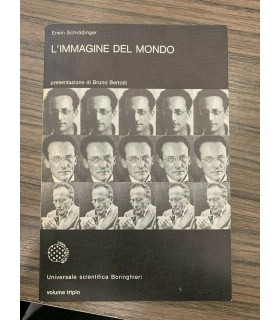 Erwin Schrödinger
L'IMMAGINE DEL MONDO
presentazione di Bruno Bertotti
Universale scientifica Boringhieri
volume triplo